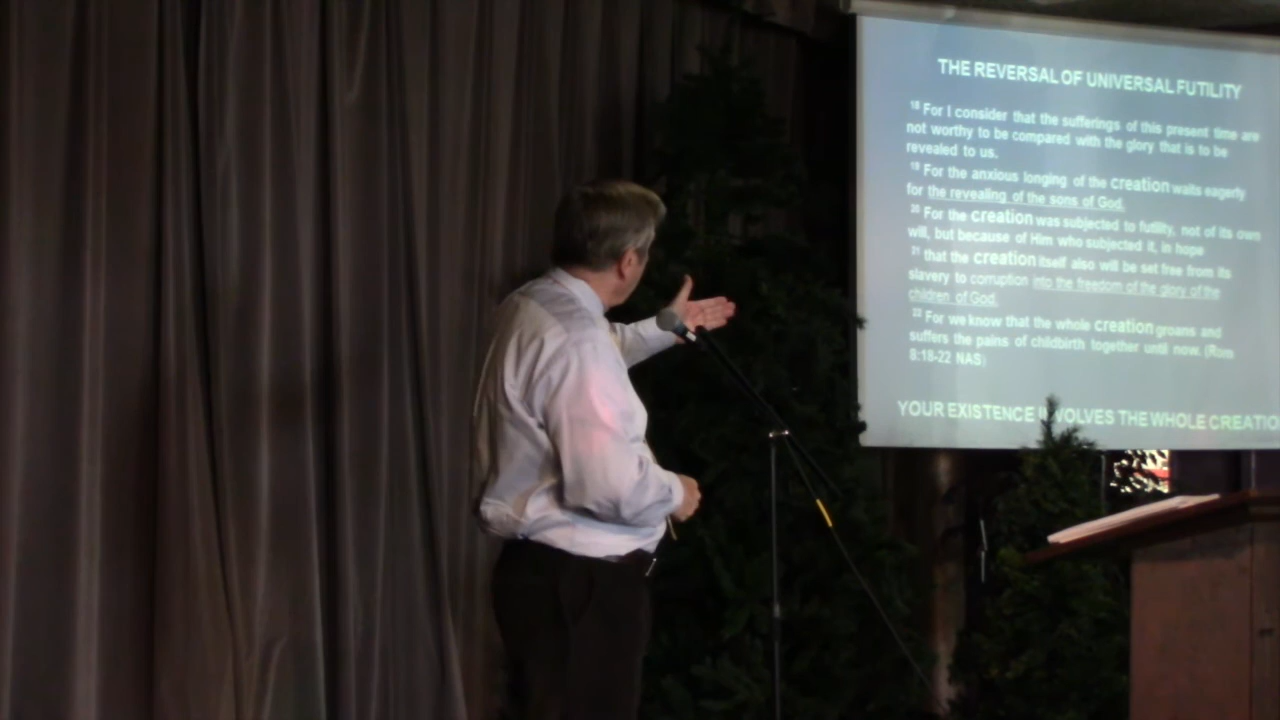 THE REVERSAL OF UNIVERSAL FUTILITY
18 For I consider that the sufferings of this present time are
not worthy to be compared with the glory that is to be
revealed to us.
19 For the anxious longing of the creation waits eagerly
for the revealing of the sons of God.
20 For the creation was subjected to futility, not of its own
will, but because of Him who subjected it, in hope
21 that the creation itself also will be set free from its
slavery to corruption into the freedom of the glory of the
children of God.
22 For we know that the whole creation groans and
suffers the pains of childbirth together until now. (Rom
8:18-22 NAS)
YOUR EXISTENCE INVOLVES THE WHOLE CREATIO